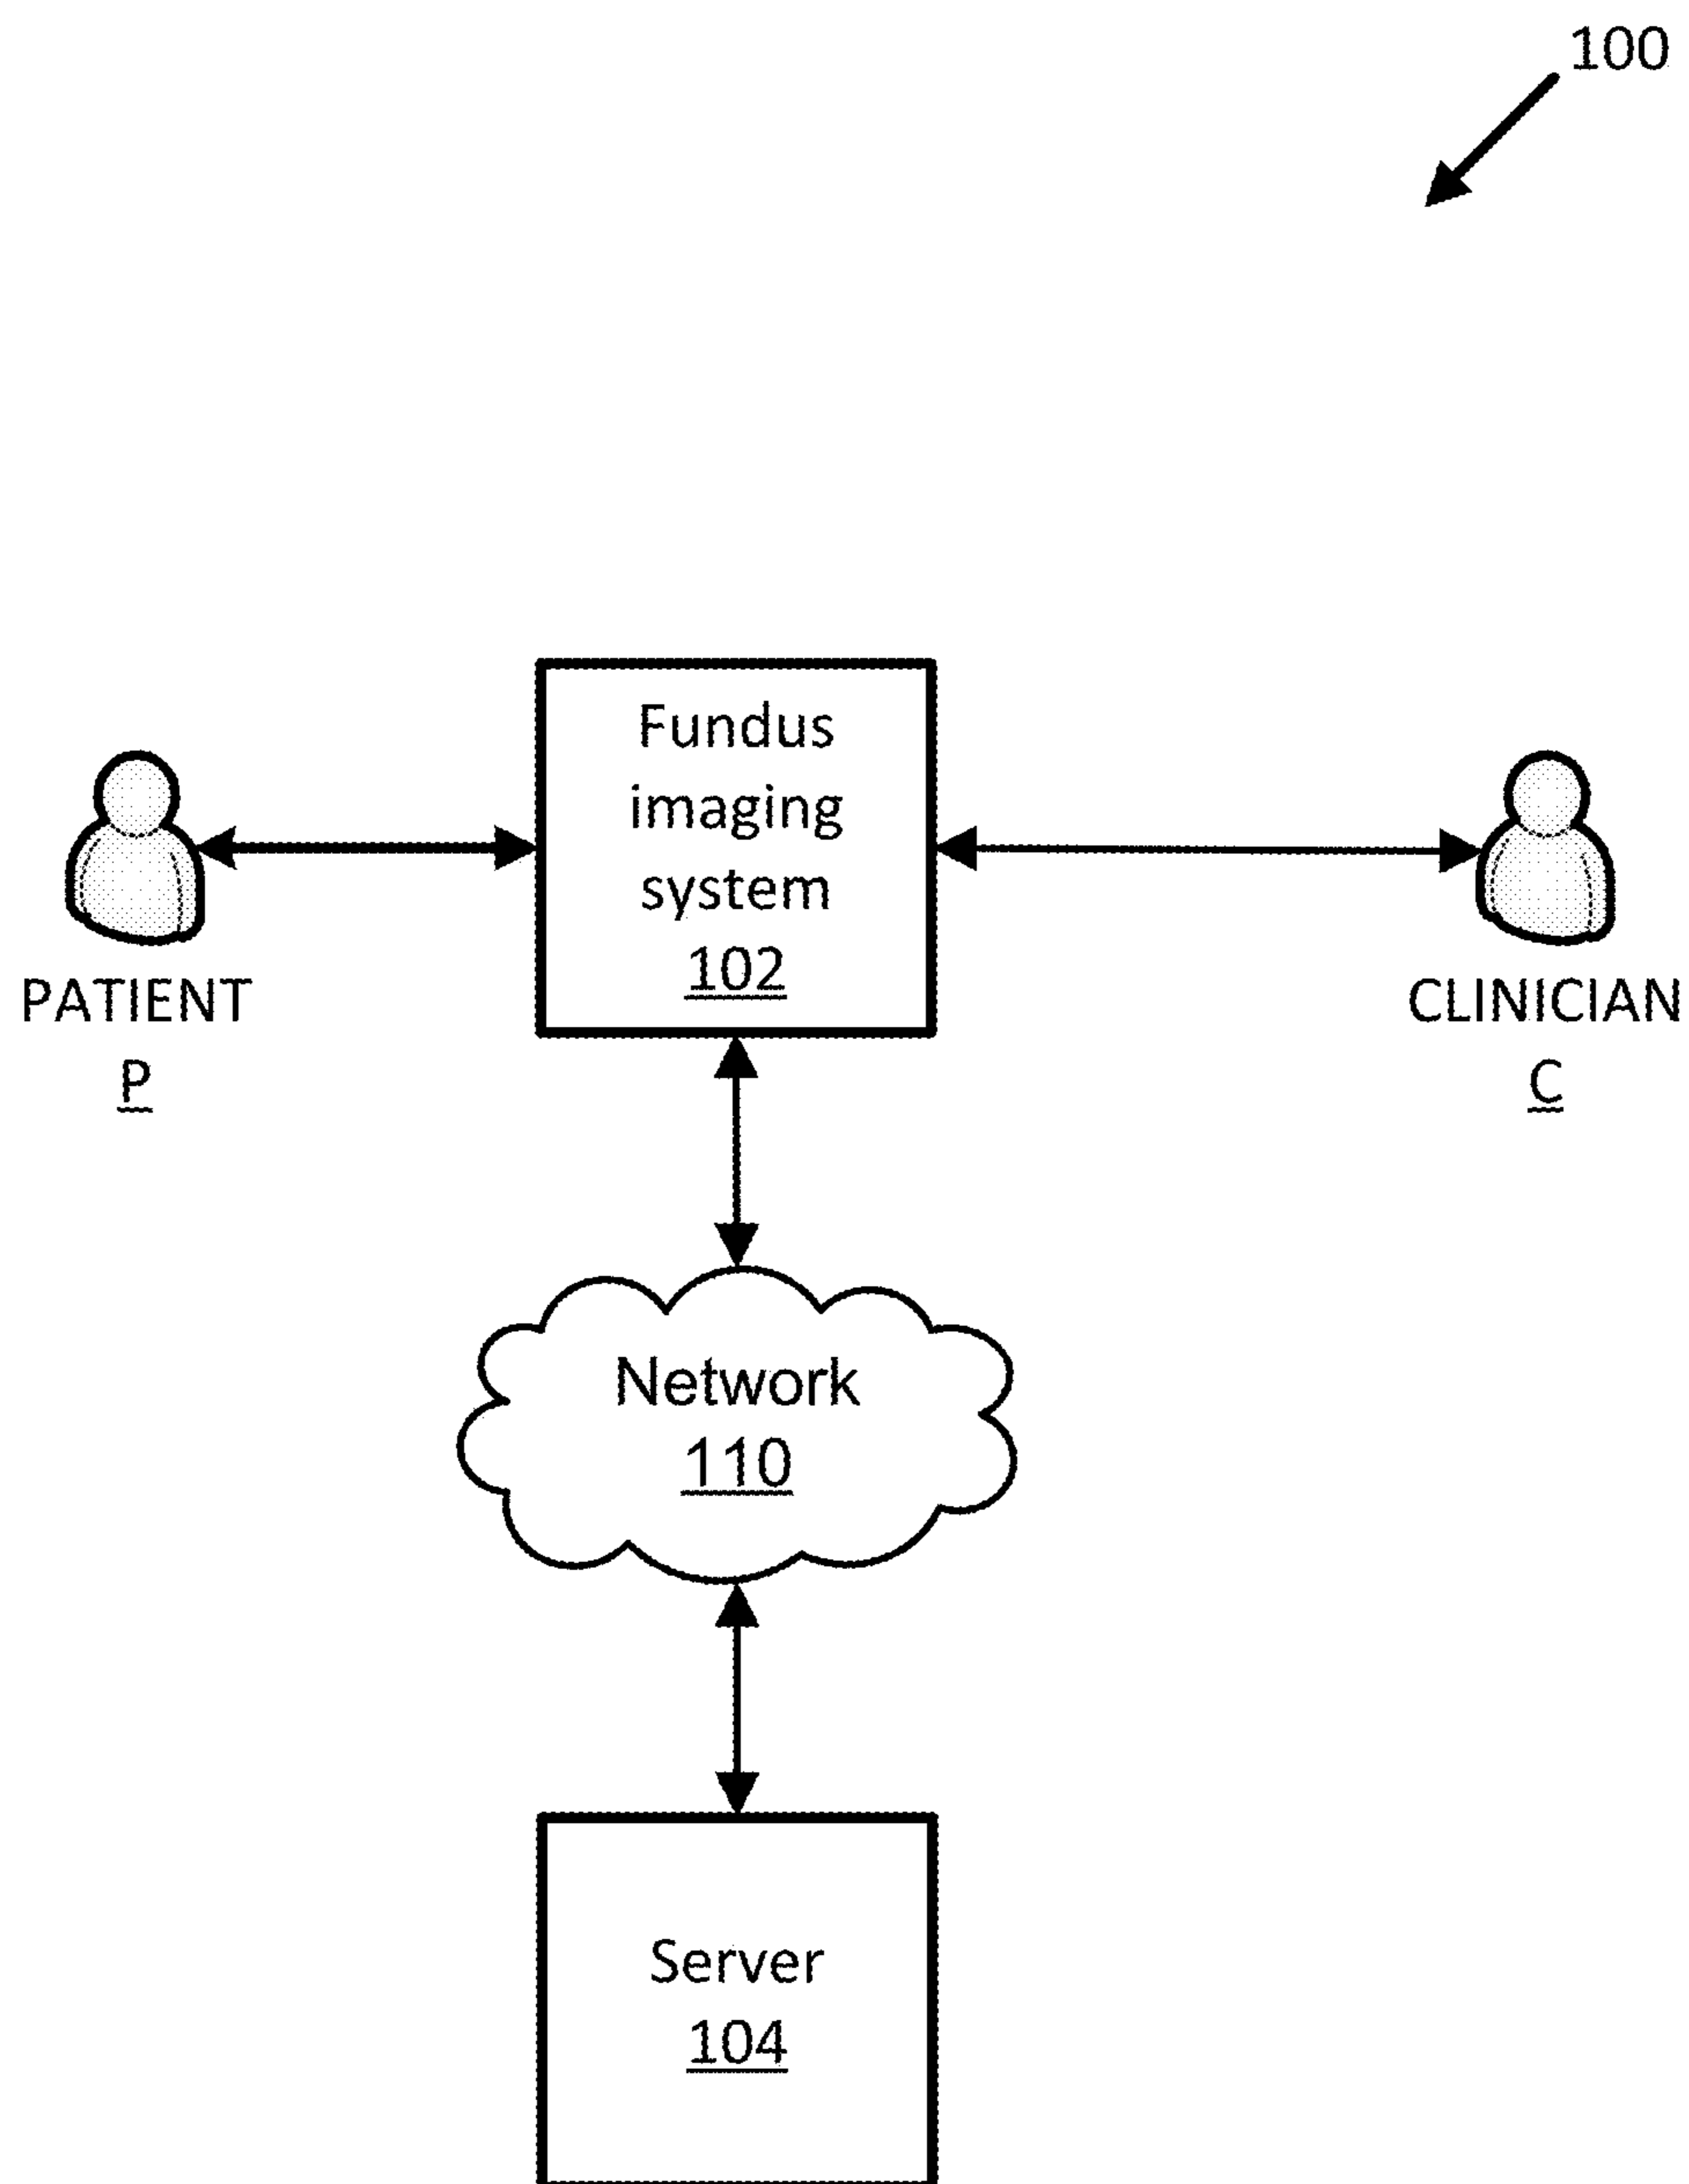 100
Fundus
imaging
system
102
PATIENT
P
CLINICIAN
C
Network
110
Server
104